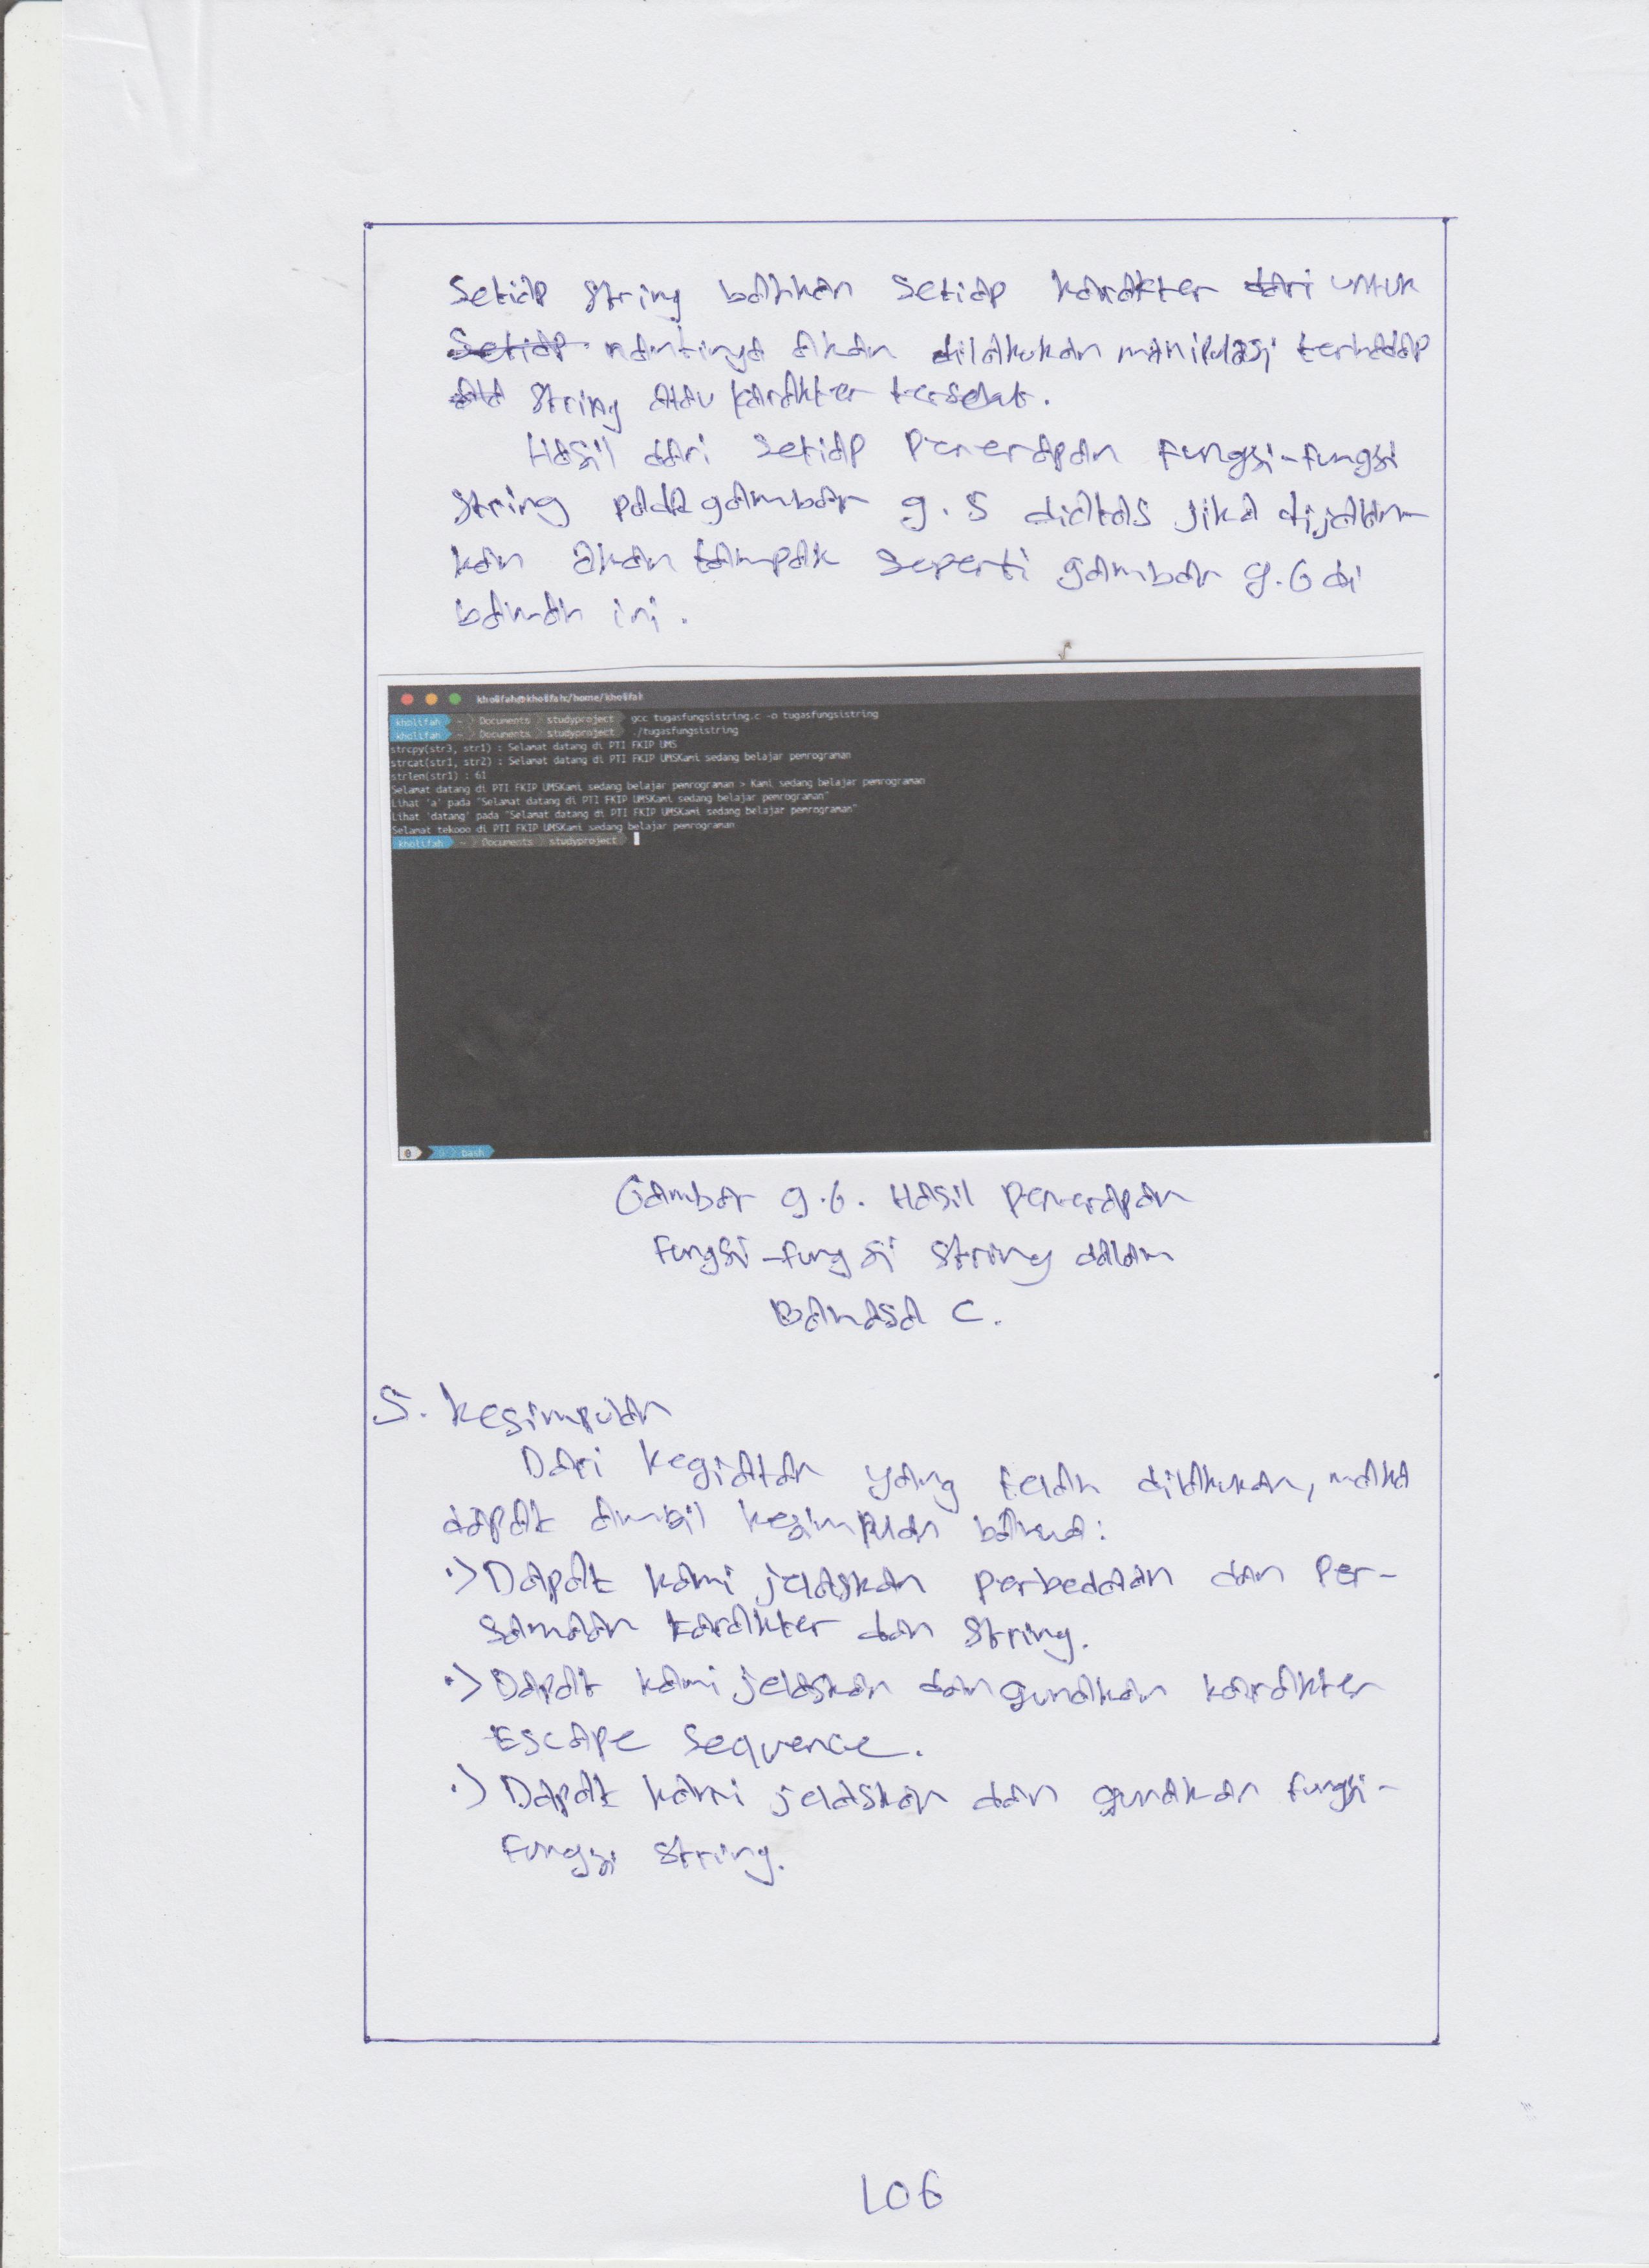 Setiap string bahkan setiap karakter dari untuk
Setiap nantinya akan dilakukan manipulasi terhadap
ata string atau karakter tersebut.
Hasil dari setiap Penerapan fungsi-fungsi
string pada gambar 9.5 diatas jika dijalan-
kan akan tampak seperti gambar 9.6 di
bawah ini.
kholifah@kholifah:/home/kholifah
kholifah ~ Documents studyproject gcc tugasfungsistring.c -o tugasfungsistring
kholifah ~ Documents studyproject ./tugasfungsistring
strcpy(str3, str1) : Selamat datang di PTI FKIP UMS
strcat(str1, str2) : Selamat datang di PTI FKIP UMSKami sedang belajar pemrograman
strlen(str1) : 61
Selamat datang di PTI FKIP UMSKami sedang belajar pemrograman > Kami sedang belajar pemrograman
Lihat 'a' pada "Selamat datang di PTI FKIP UMSKami sedang belajar pemrograman"
Lihat 'datang' pada "Selamat datang di PTI FKIP UMSKami sedang belajar pemrograman"
Selamat tekooo di PTI FKIP UMSKami sedang belajar pemrograman
kholifah ~ Documents studyproject
0 bash
Gambar 9.6. Hasil Penerapan
fungsi-fungsi string dalam
Bahasa C.
5. Kesimpulan
Dari kegiatan yang telah dilakukan, maka
dapat ambil kesimpulan bahwa:
·> Dapat kami jelaskan perbedaan dan Per-
samaan karakter dan string.
·> Dapat kami jelaskan dan gunakan karakter
Escape Sequence.
·> Dapat kami jelaskan dan gunakan fungsi-
fungsi string.
106